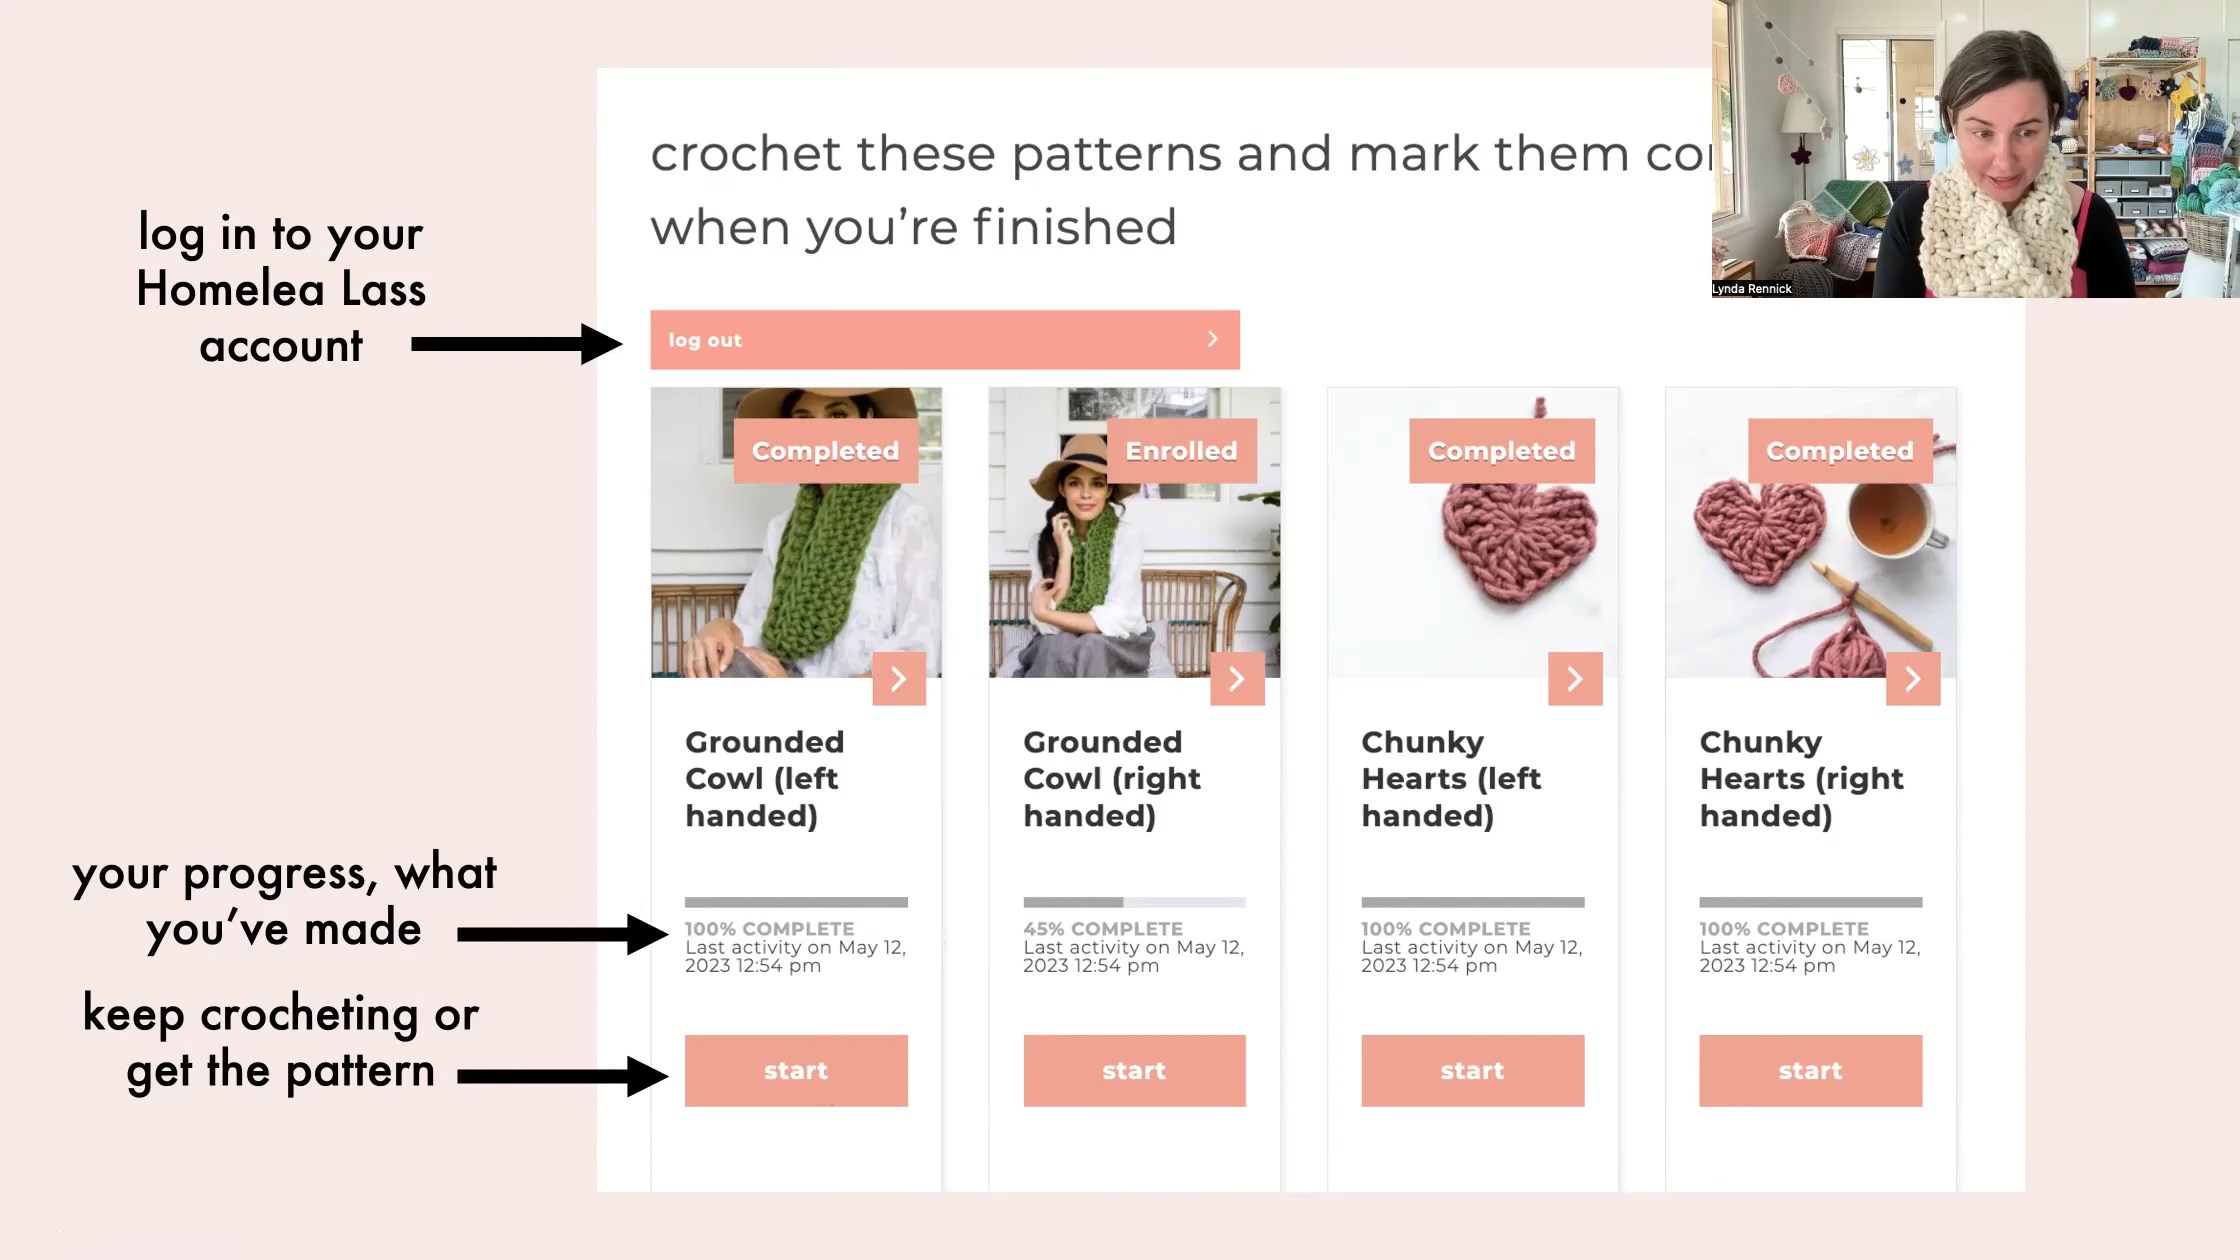 crochet these patterns and mark them
when you're finished
log in to your
Homelea Lass
account
log out
Lynda Rennick
Completed
Enrolled
Completed
Completed
Grounded
Cowl (left
handed)
Grounded
Cowl (right
handed)
Chunky
Hearts (left
handed)
Chunky
Hearts (right
handed)
your progress, what
you've made
100% COMPLETE
Last activity on May 12,
2023 12:54 pm
45% COMPLETE
Last activity on May 12,
2023 12:54 pm
100% COMPLETE
Last activity on May 12,
2023 12:54 pm
100% COMPLETE
Last activity on May 12,
2023 12:54 pm
keep crocheting or
get the pattern
start
start
start
start